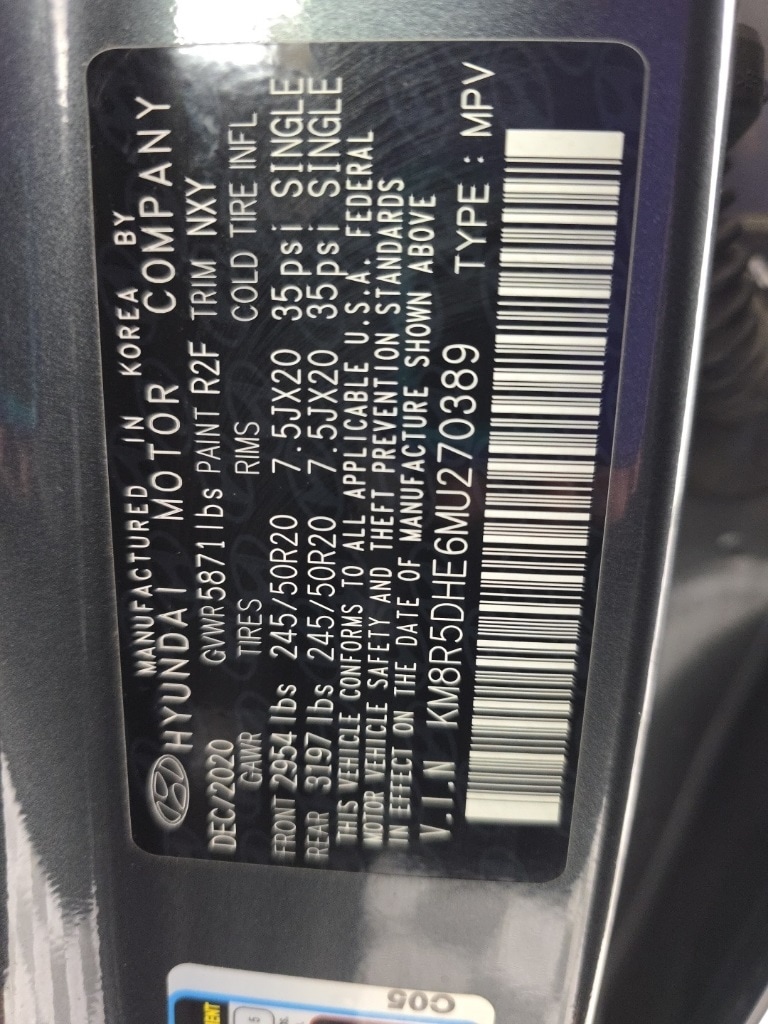 MANUFACTURED IN KOREA BY
HYUNDAI MOTOR COMPANY
DEC/2020 GVWR 5871 lbs PAINT R2F TRIM NXY
GAWR TIRES RIMS COLD TIRE INFL
FRONT 2954 lbs 245/50R20 7.5JX20 35psi SINGLE
REAR 3197 lbs 245/50R20 7.5JX20 35psi SINGLE
THIS VEHICLE CONFORMS TO ALL APPLICABLE U.S.A. FEDERAL
MOTOR VEHICLE SAFETY AND THEFT PREVENTION STANDARDS
IN EFFECT ON THE DATE OF MANUFACTURE SHOWN ABOVE
V.I.N KM8R5DHE6MU270389 TYPE : MPV
C05